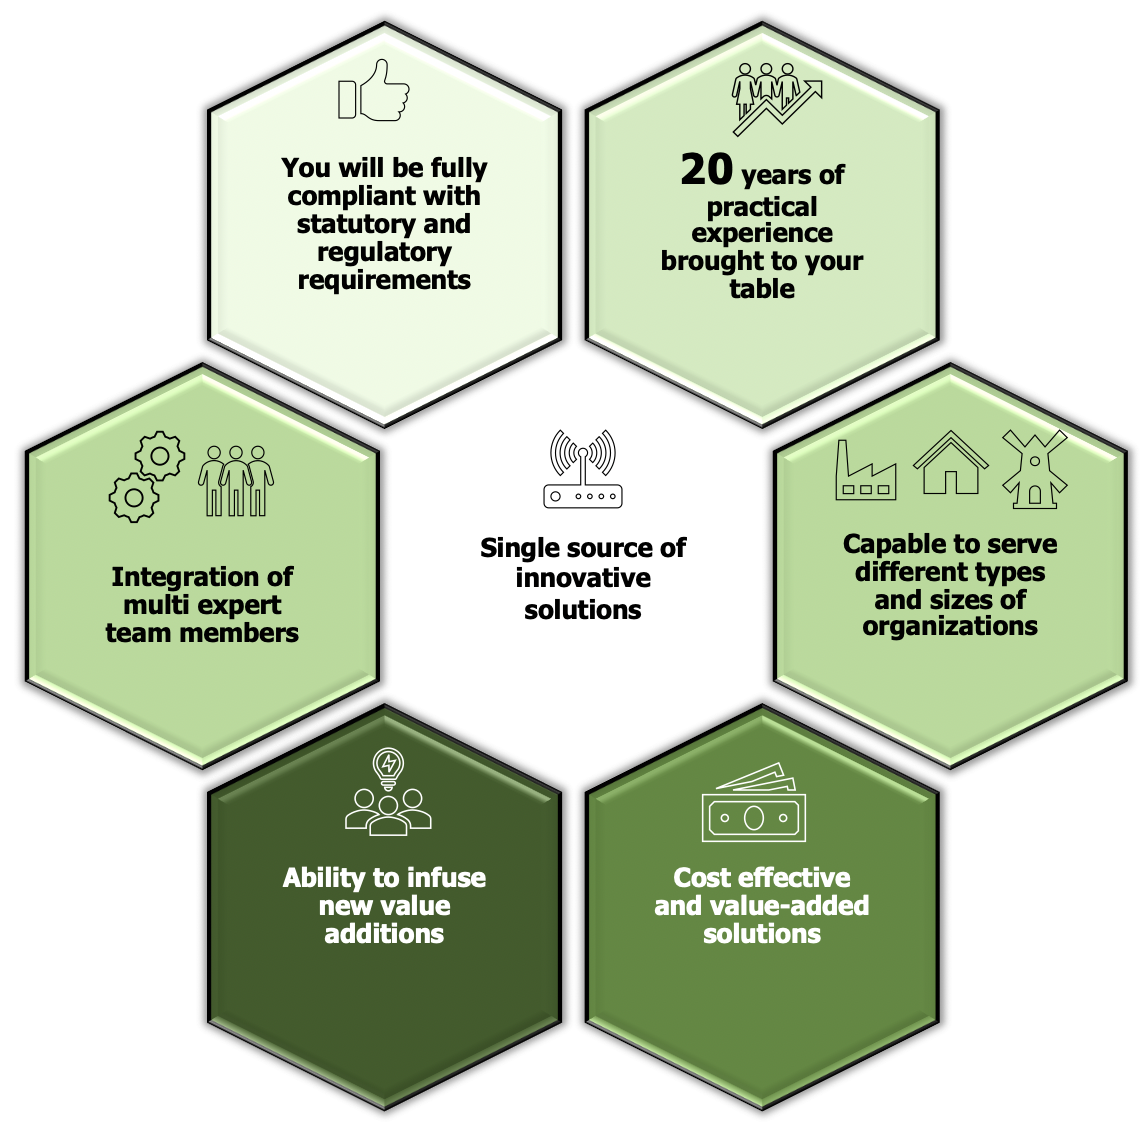 You will be fully
compliant with
statutory and
regulatory
requirements
20 years of
practical
experience
brought to your
table
Integration of
multi expert
team members
Single source of
innovative
solutions
Capable to serve
different types
and sizes of
organizations
Ability to infuse
new value
additions
Cost effective
and value-added
solutions